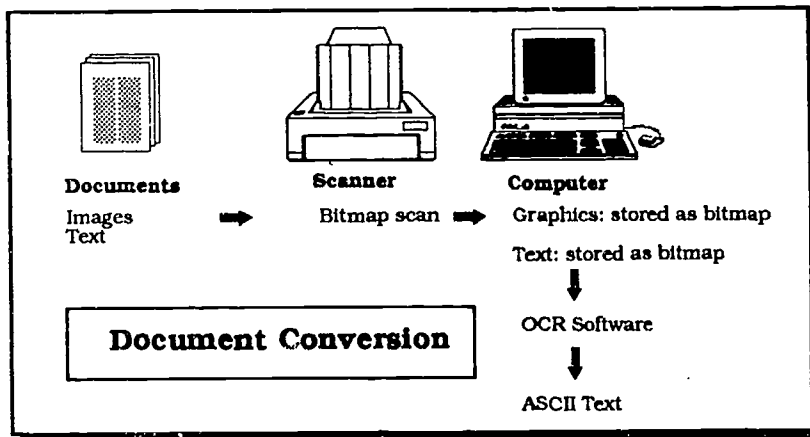 Documents
Images
Text
Scanner
Bitmap scan
Computer
Graphics: stored as bitmap
Text: stored as bitmap
OCR Software
ASCII Text
Document Conversion